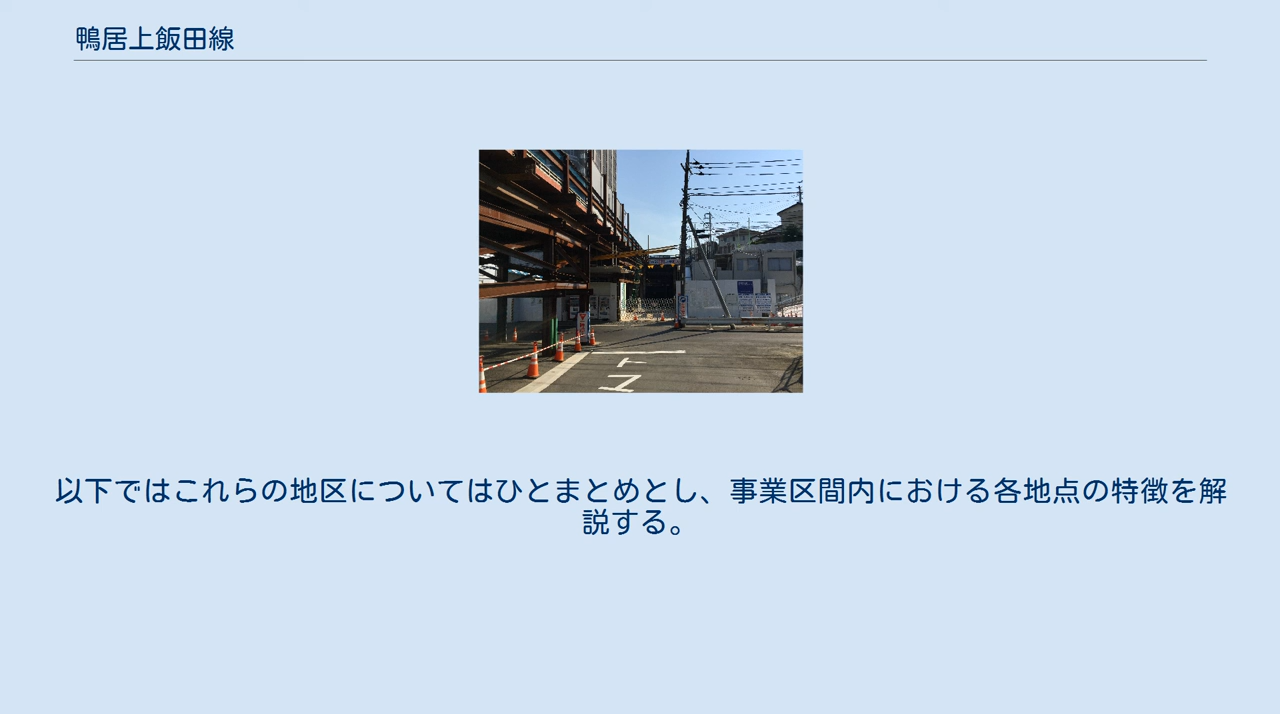 鴨居上飯田線
以下ではこれらの地区についてはひとまとめとし、事業区間内における各地点の特徴を解
説する。